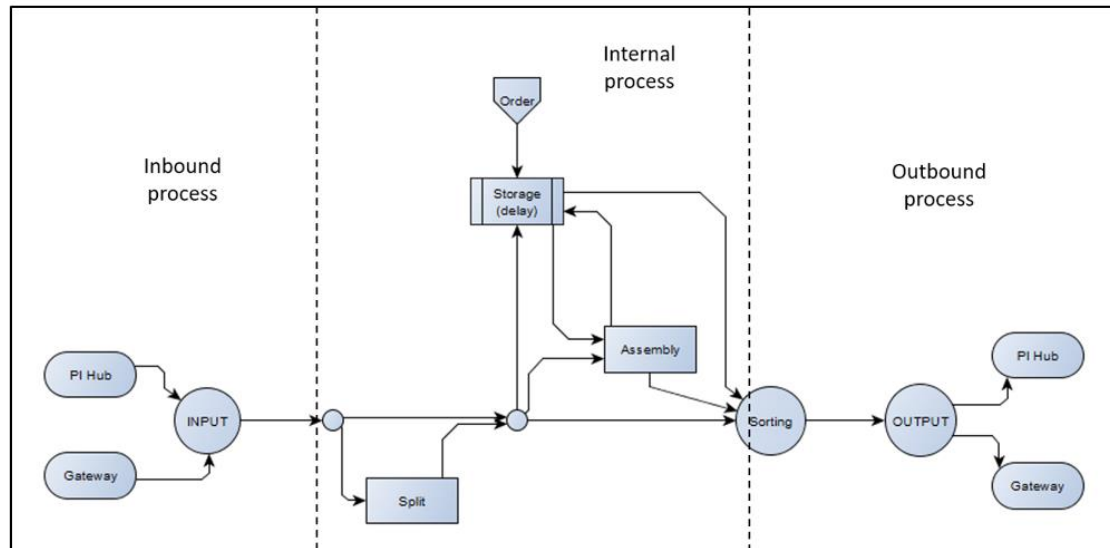 Internal
process
Order
Inbound
process
Storage
(delay)
Outbound
process
Assembly
PI Hub
PI Hub
INPUT
Sorting
OUTPUT
Gateway
Split
Gateway